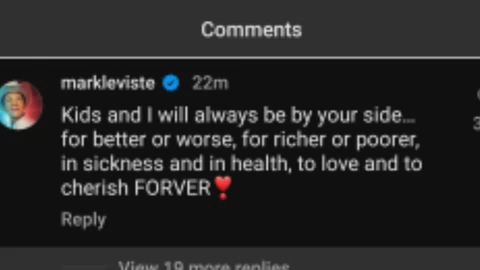 Comments
markleviste 22m
Kids and I will always be by your side...
for better or worse, for richer or poorer,
in sickness and in health, to love and to
cherish FORVER❣️
Reply
View 19 more replies